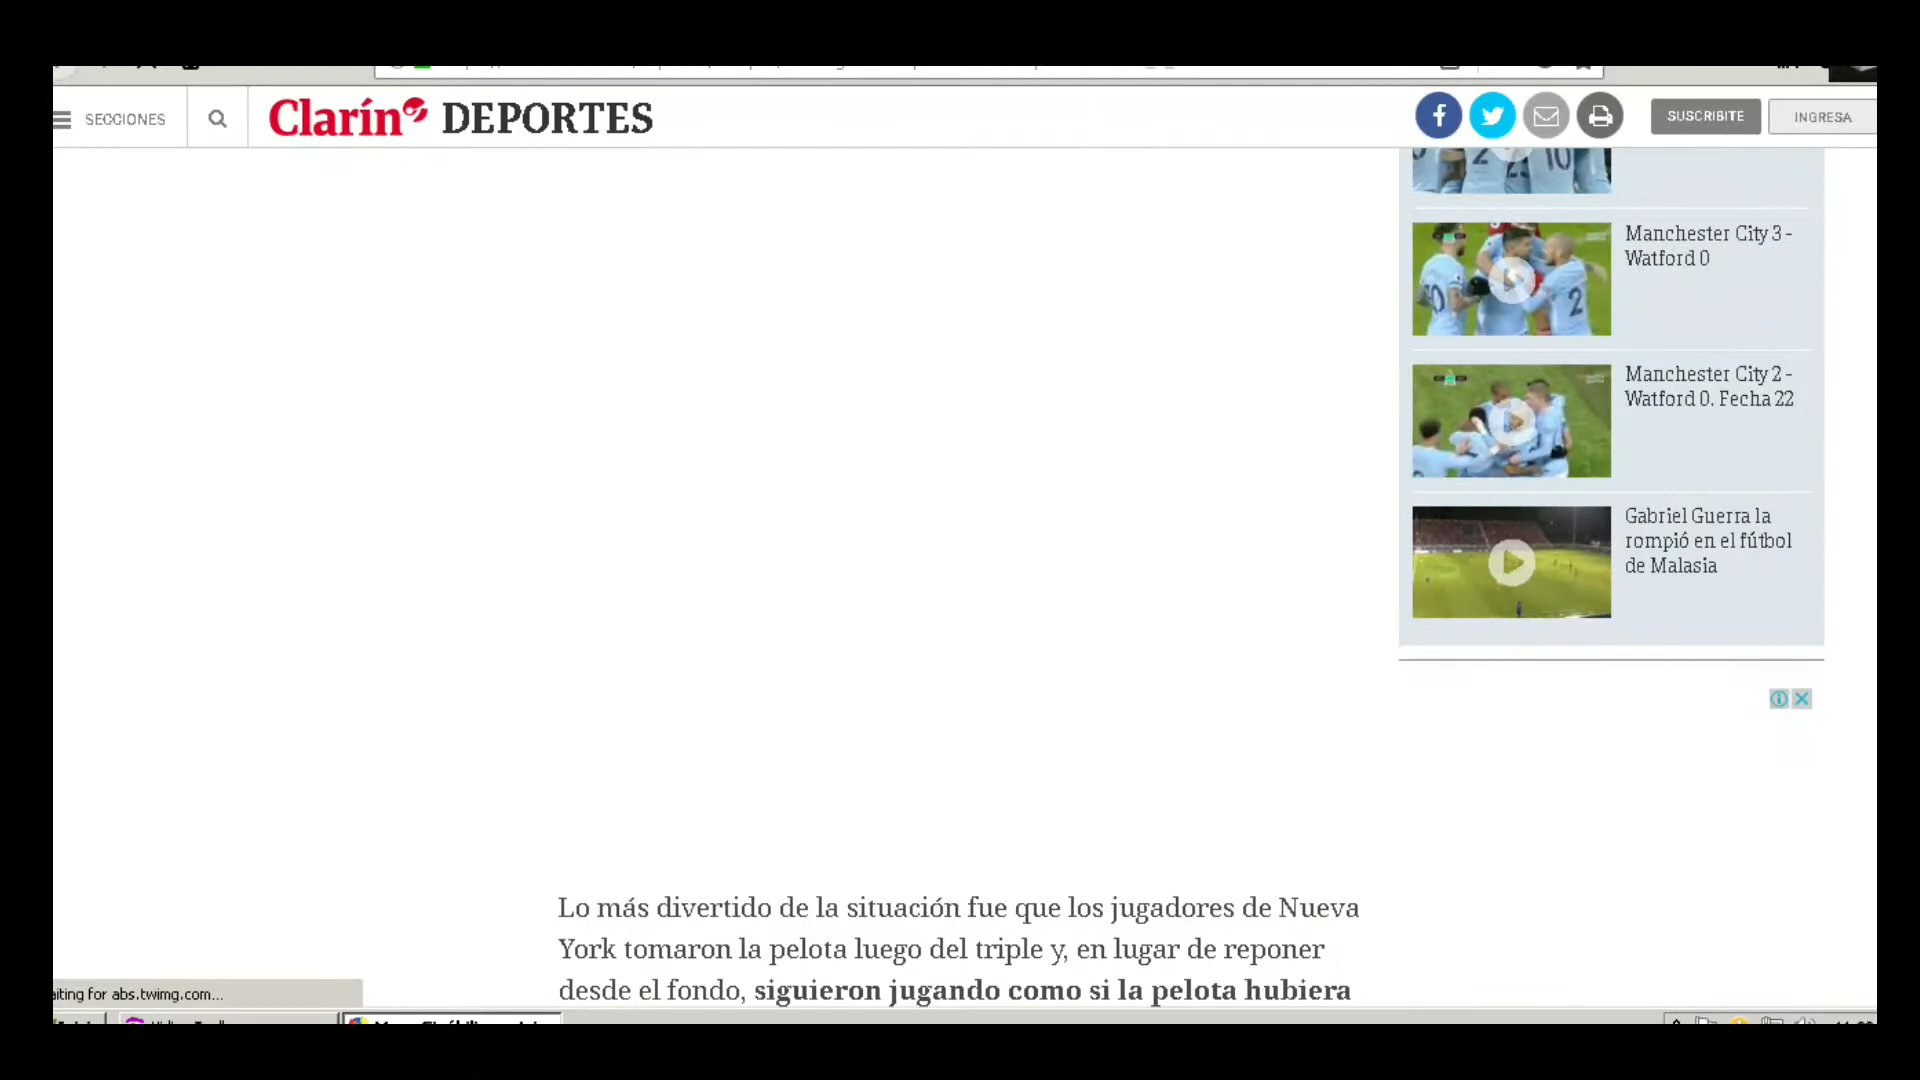 SECCIONES
Clarín DEPORTES
SUSCRIBITE
INGRESA
2
10
Manchester City 3 -
Watford 0
Manchester City 2 -
Watford 0. Fecha 22
Gabriel Guerra la
rompió en el fútbol
de Malasia
Lo más divertido de la situación fue que los jugadores de Nueva
York tomaron la pelota luego del triple y, en lugar de reponer
desde el fondo, siguieron jugando como si la pelota hubiera
for abs.twimg.com...